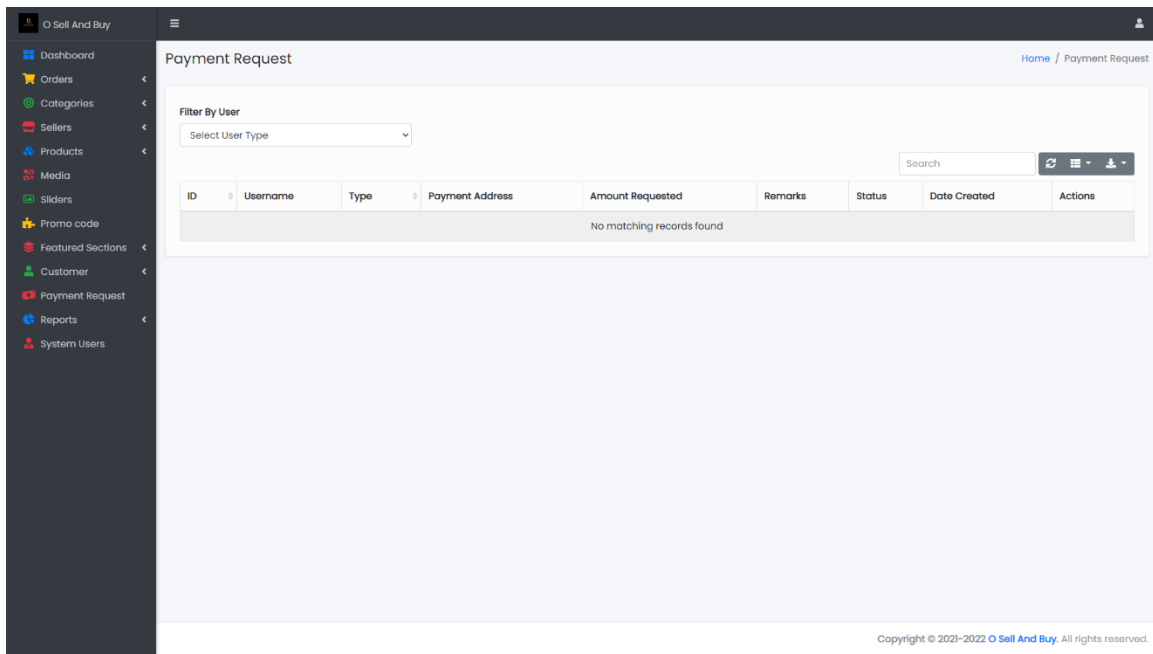 O Sell And Buy
Dashboard
Orders
Categories
Sellers
Products
Media
Sliders
Promo code
Featured Sections
Customer
Payment Request
Reports
System Users
Payment Request
Home / Payment Request
Filter By User
Select User Type
Search
ID Username Type Payment Address Amount Requested Remarks Status Date Created Actions
No matching records found
Copyright © 2021-2022 O Sell And Buy. All rights reserved.